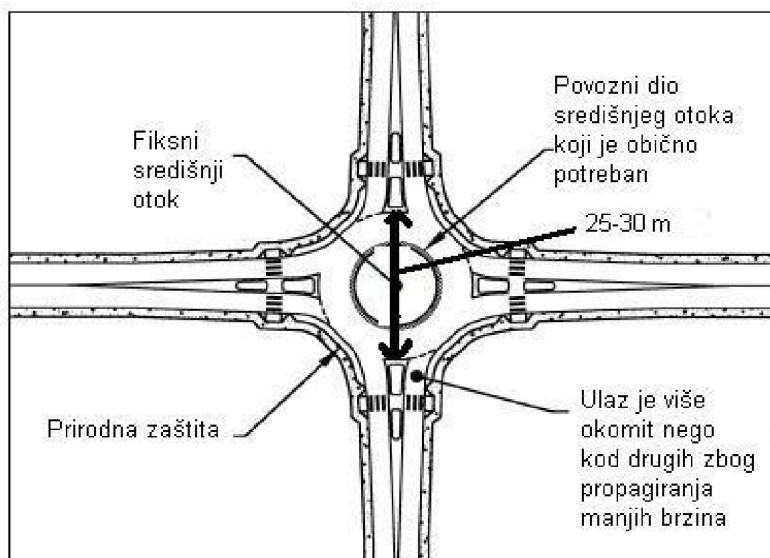 Povozni dio
središnjeg otoka
koji je obično
potreban
Fiksni
središnji
otok
25-30 m
Prirodna zaštita
Ulaz je više
okomit nego
kod drugih zbog
propagiranja
manjih brzina